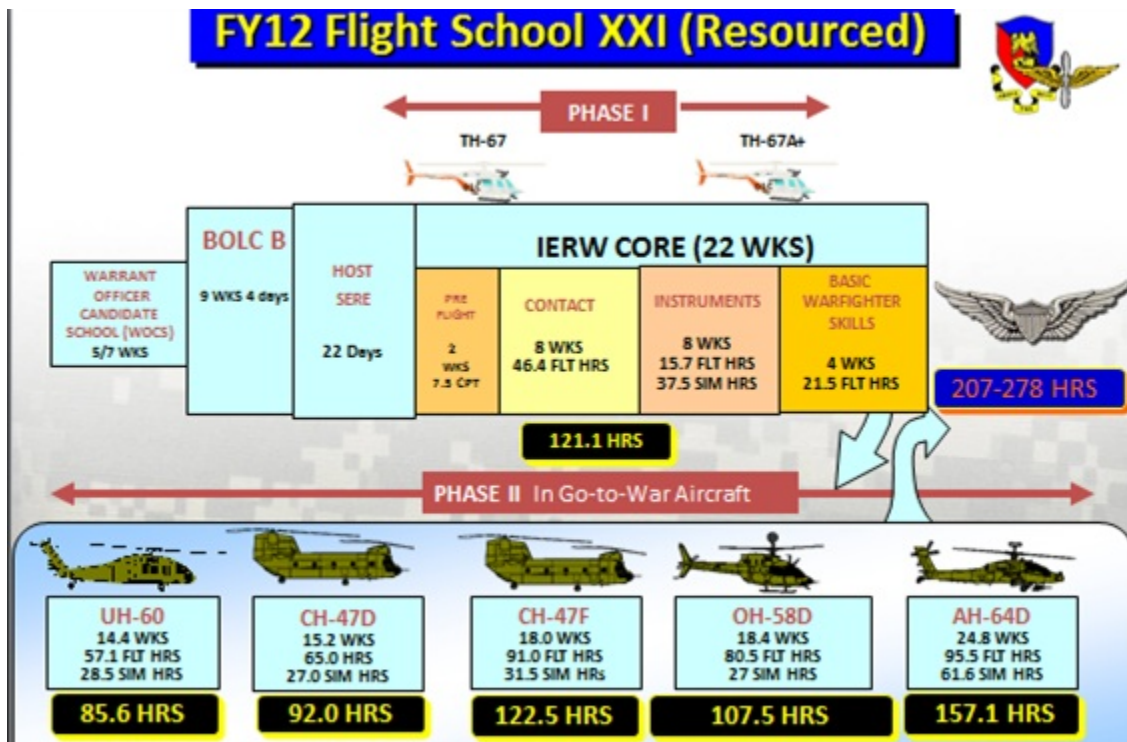 FY12 Flight School XXI (Resourced)
PHASE I
TH-67
TH-67A+
WARRANT
OFFICER
CANDIDATE
SCHOOL (WOCS)
5/7 WKS
BOLC B
9 WKS 4 days
HOST
SERE
22 Days
IERW CORE (22 WKS)
PRE
FLIGHT
2
WKS
7.5 CPT
CONTACT
8 WKS
46.4 FLT HRS
INSTRUMENTS
8 WKS
15.7 FLT HRS
37.5 SIM HRS
BASIC
WARFIGHTER
SKILLS
4 WKS
21.5 FLT HRS
207-278 HRS
121.1 HRS
PHASE II In Go-to-War Aircraft
UH-60
14.4 WKS
57.1 FLT HRS
28.5 SIM HRS
85.6 HRS
CH-47D
15.2 WKS
65.0 HRS
27.0 SIM HRS
92.0 HRS
CH-47F
18.0 WKS
91.0 FLT HRS
31.5 SIM HRs
122.5 HRS
OH-58D
18.4 WKS
80.5 FLT HRS
27 SIM HRS
107.5 HRS
AH-64D
24.8 WKS
95.5 FLT HRS
61.6 SIM HRS
157.1 HRS